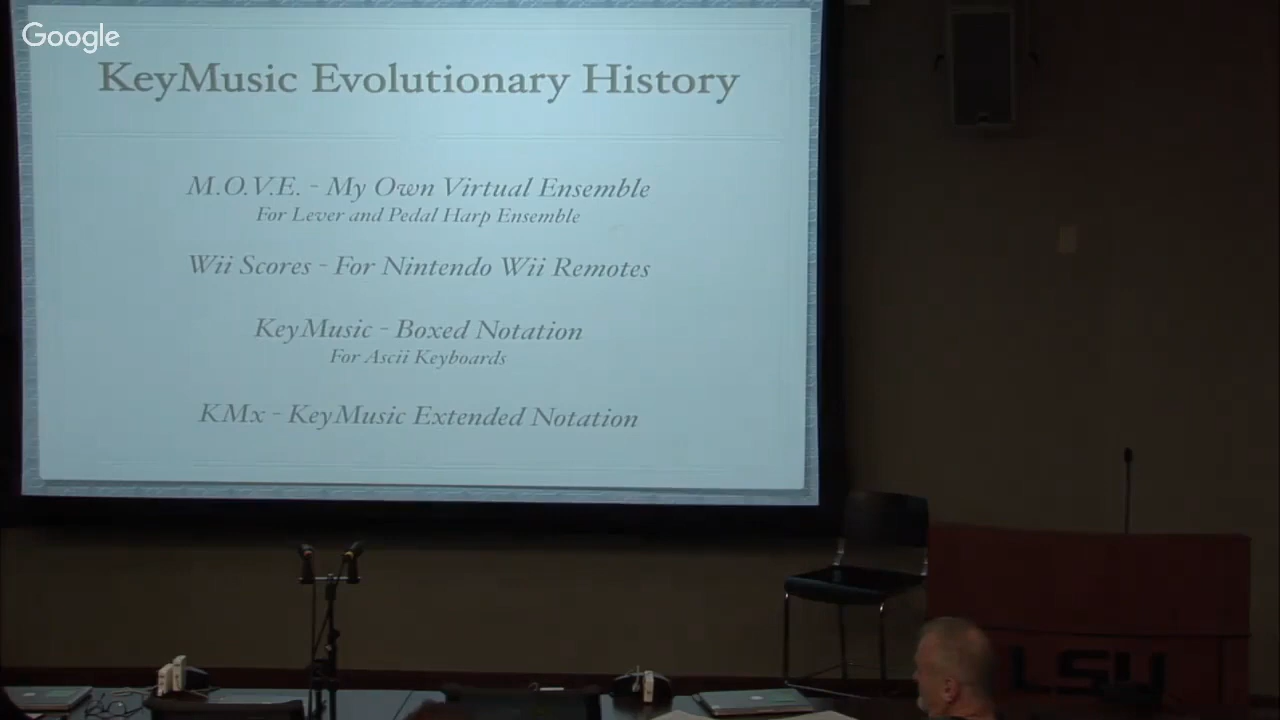 Google
KeyMusic Evolutionary History
M.O.V.E. - My Own Virtual Ensemble
For Lever and Pedal Harp Ensemble
Wii Scores - For Nintendo Wii Remotes
KeyMusic - Boxed Notation
For Ascii Keyboards
KMx - KeyMusic Extended Notation
LSU